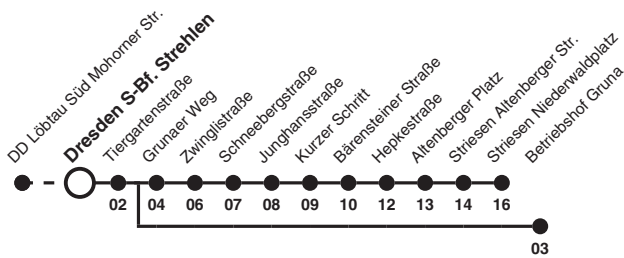 DD Löbtau Süd Mohorner Str.
Dresden S-Bf. Strehlen
Tiergartenstraße
Grunaer Weg
Zwinglistraße
Schneebergstraße
Junghansstraße
Kurzer Schritt
Bärensteiner Straße
Hepkestraße
Altenberger Platz
Striesen Altenberger Str.
Striesen Niederwaldplatz
Betriebshof Gruna
02 04 06 07 08 09 10 12 13 14 16
03